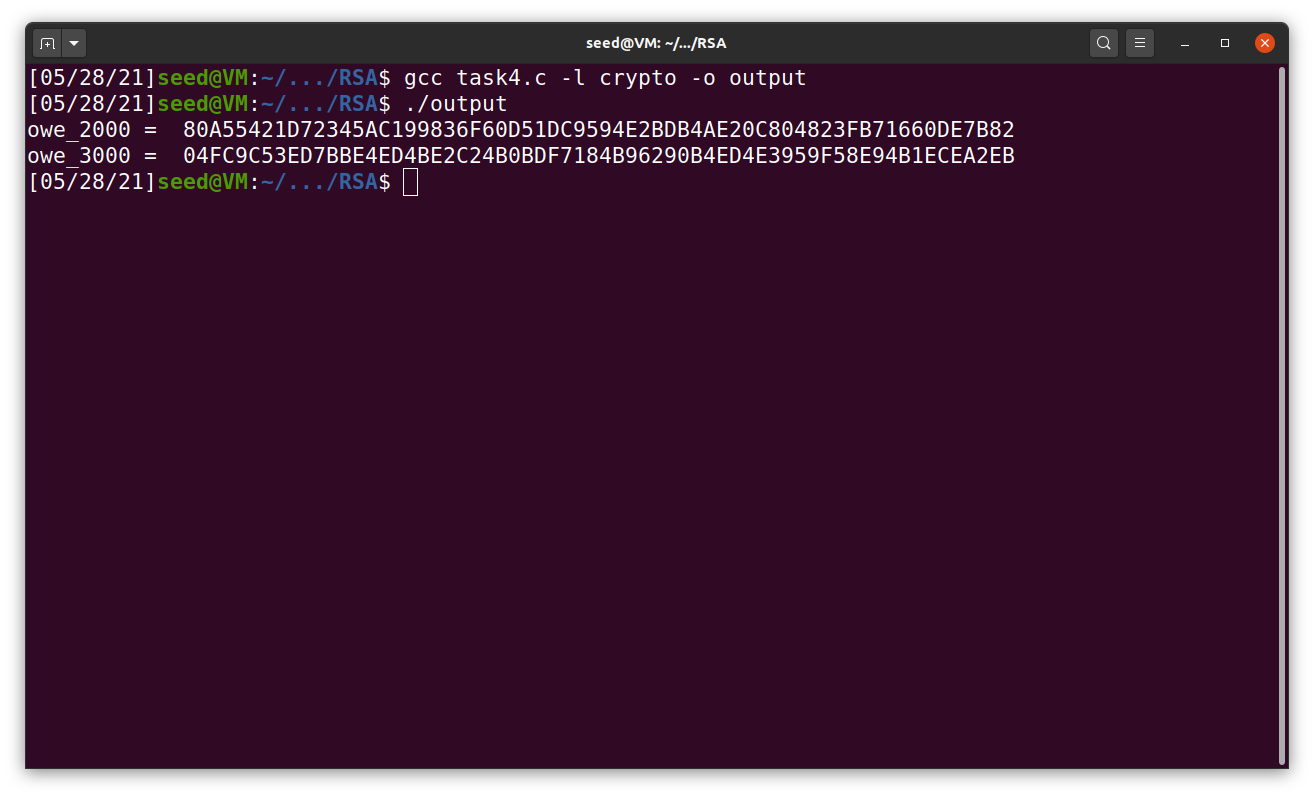 seed@VM: ~/.../RSA
[05/28/21]seed@VM:~/.../RSA$ gcc task4.c -l crypto -o output
[05/28/21]seed@VM:~/.../RSA$ ./output
owe_2000 =  80A55421D72345AC199836F60D51DC9594E2BDB4AE20C804823FB71660DE7B82
owe_3000 =  04FC9C53ED7BBE4ED4BE2C24B0BDF7184B96290B4ED4E3959F58E94B1ECEA2EB
[05/28/21]seed@VM:~/.../RSA$